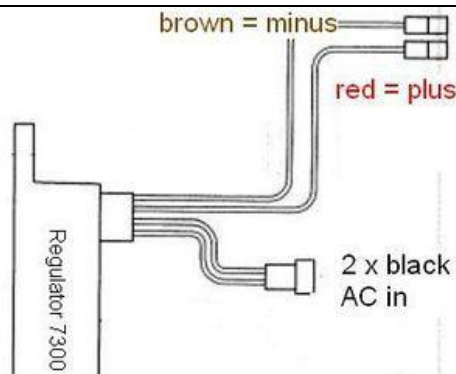 brown = minus
red = plus
Regulator 7300
2 x black
AC in